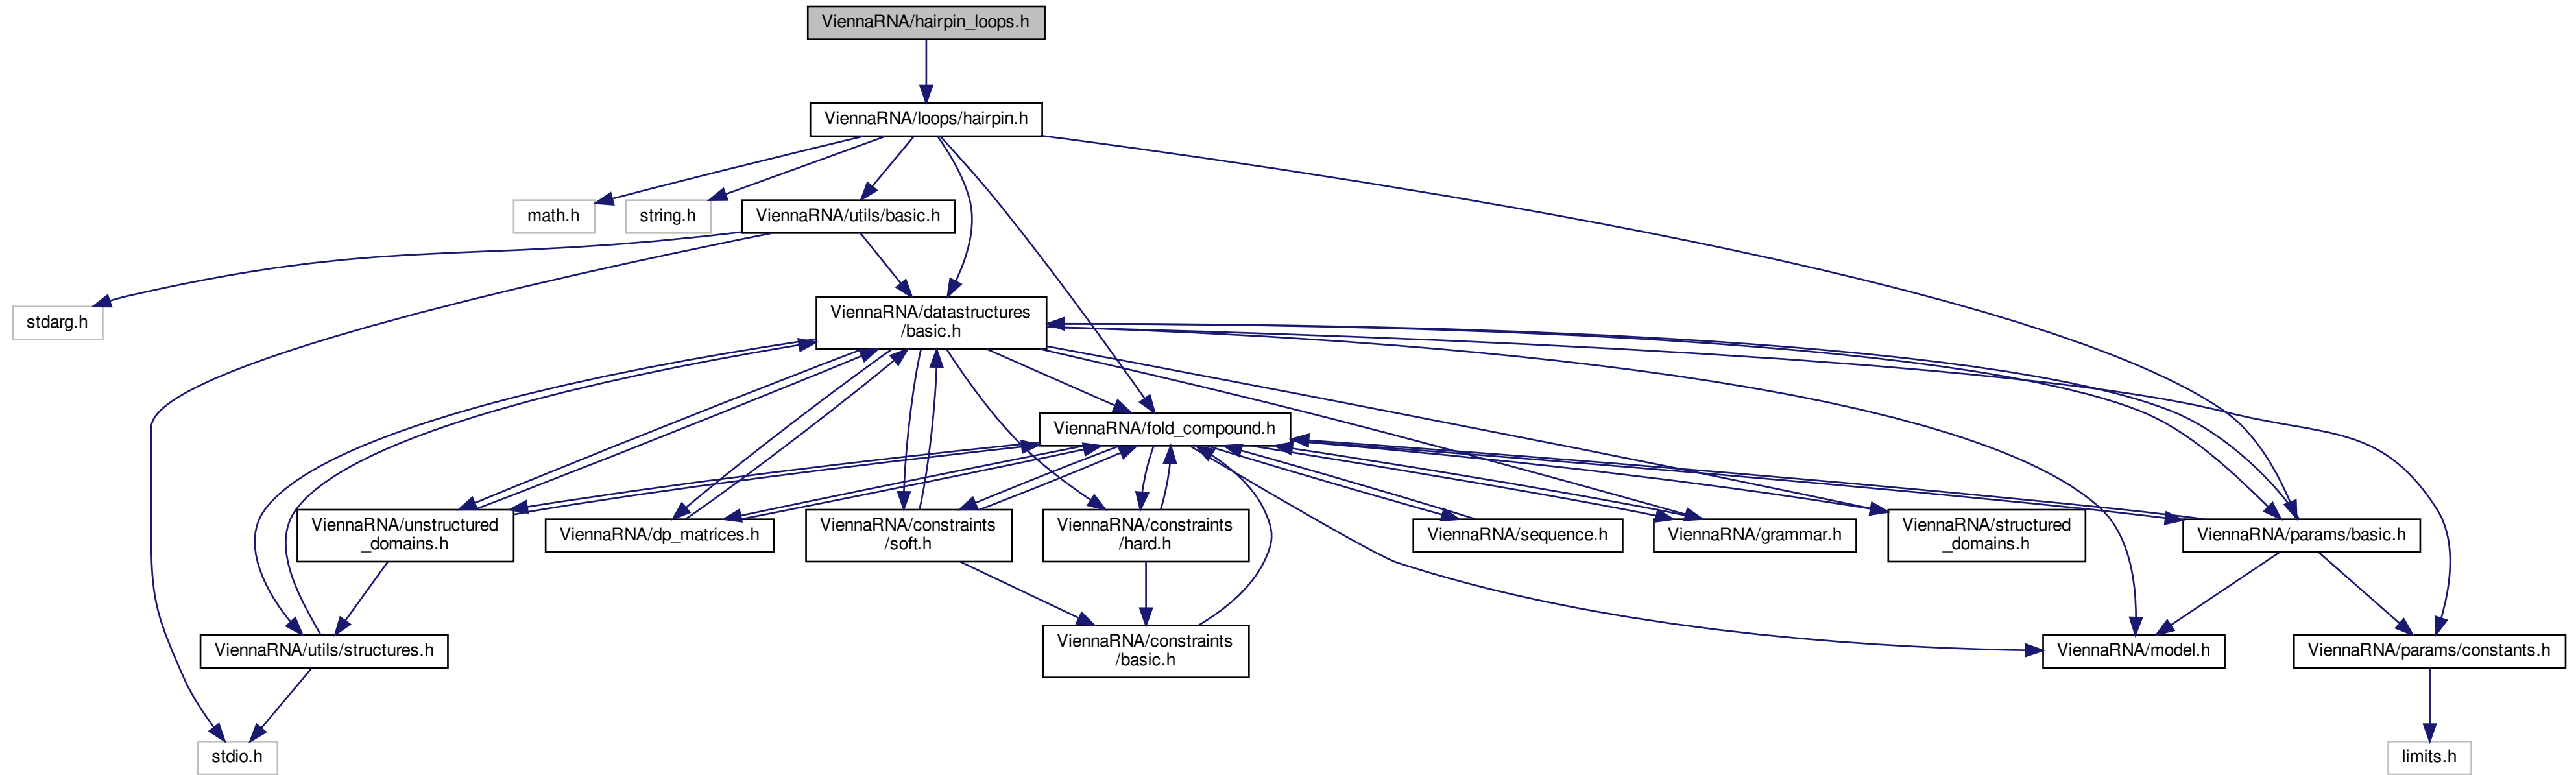 ViennaRNA/hairpin_loops.h
ViennaRNA/loops/hairpin.h
math.h
string.h
ViennaRNA/utils/basic.h
stdarg.h
ViennaRNA/datastructures
/basic.h
ViennaRNA/fold_compound.h
ViennaRNA/unstructured
_domains.h
ViennaRNA/dp_matrices.h
ViennaRNA/constraints
/soft.h
ViennaRNA/constraints
/hard.h
ViennaRNA/sequence.h
ViennaRNA/grammar.h
ViennaRNA/structured
_domains.h
ViennaRNA/params/basic.h
ViennaRNA/utils/structures.h
ViennaRNA/constraints
/basic.h
ViennaRNA/model.h
ViennaRNA/params/constants.h
stdio.h
limits.h